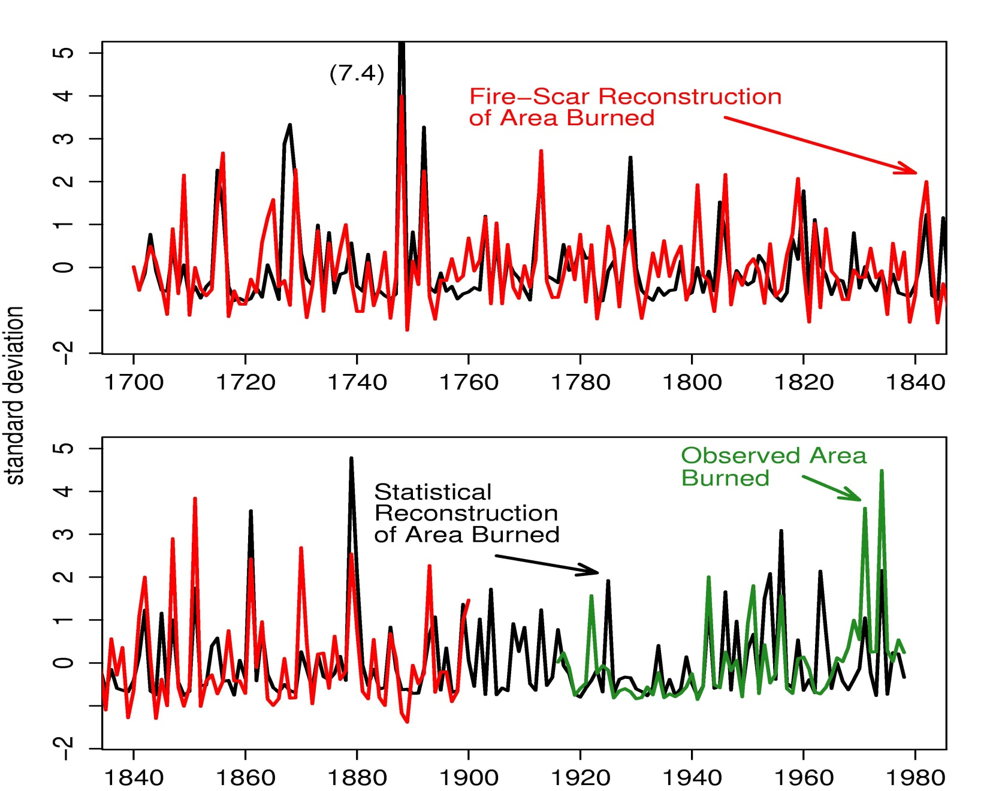 5
(7.4)
4
Fire–Scar Reconstruction
of Area Burned
3
2
1
0
–2
1700 1720 1740 1760 1780 1800 1820 1840
standard deviation
5
Observed Area
Burned
4
Statistical
Reconstruction
of Area Burned
3
2
1
0
–2
1840 1860 1880 1900 1920 1940 1960 1980